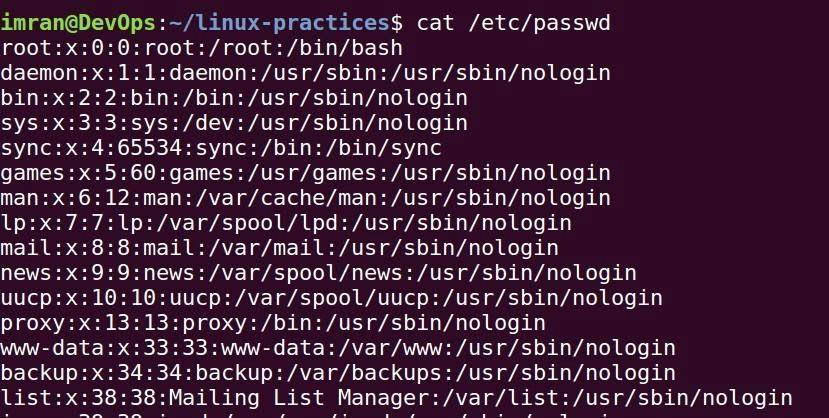 imran@DevOps:~/linux-practices$ cat /etc/passwd
root:x:0:0:root:/root:/bin/bash
daemon:x:1:1:daemon:/usr/sbin:/usr/sbin/nologin
bin:x:2:2:bin:/bin:/usr/sbin/nologin
sys:x:3:3:sys:/dev:/usr/sbin/nologin
sync:x:4:65534:sync:/bin:/bin/sync
games:x:5:60:games:/usr/games:/usr/sbin/nologin
man:x:6:12:man:/var/cache/man:/usr/sbin/nologin
lp:x:7:7:lp:/var/spool/lpd:/usr/sbin/nologin
mail:x:8:8:mail:/var/mail:/usr/sbin/nologin
news:x:9:9:news:/var/spool/news:/usr/sbin/nologin
uucp:x:10:10:uucp:/var/spool/uucp:/usr/sbin/nologin
proxy:x:13:13:proxy:/bin:/usr/sbin/nologin
www-data:x:33:33:www-data:/var/www:/usr/sbin/nologin
backup:x:34:34:backup:/var/backups:/usr/sbin/nologin
list:x:38:38:Mailing List Manager:/var/list:/usr/sbin/nologin